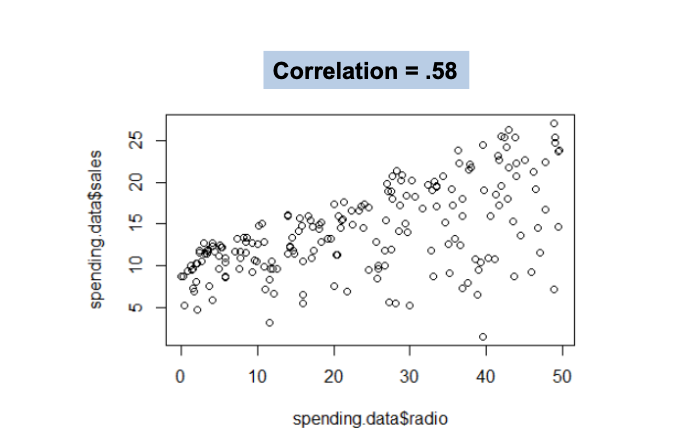 Correlation = .58
spending.data$sales
25
20
15
10
5
0 10 20 30 40 50
spending.data$radio